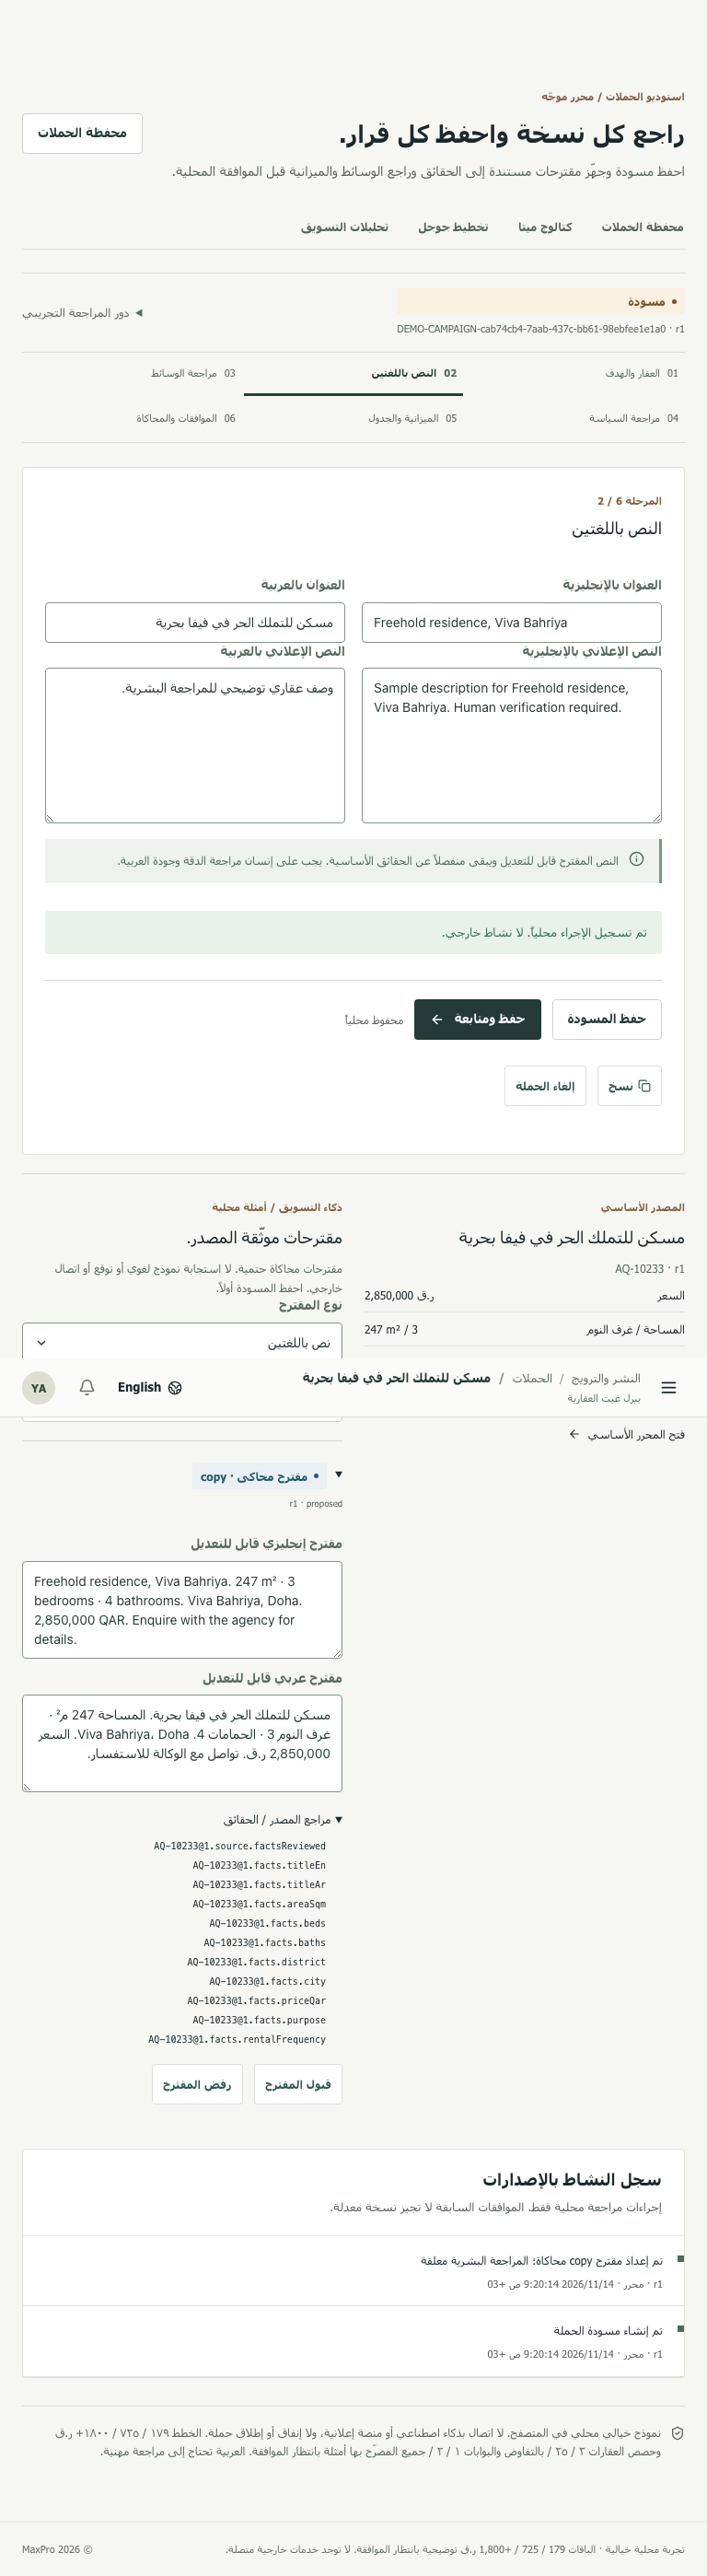 استوديو الحملات / محرر موجّه
راجع كل نسخة واحفظ كل قرار.
محفظة الحملات
احفظ مسودة وجهّز مقترحات مستندة إلى الحقائق وراجع الوسائط والميزانية قبل الموافقة المحلية.
محفظة الحملات
كتالوج ميتا
تخطيط جوجل
تحليلات التسويق
مسودة
DEMO-CAMPAIGN-cab74cb4-7aab-437c-bb61-98ebfee1e1a0 · r1
دور المراجعة التجريبي
01 العقار والهدف
02 النص باللغتين
03 مراجعة الوسائط
04 مراجعة السياسة
05 الميزانية والجدول
06 الموافقات والمحاكاة
المرحلة 6 / 2
النص باللغتين
العنوان بالإنجليزية
Freehold residence, Viva Bahriya
العنوان بالعربية
مسكن للتملك الحر في فيفا بحرية
النص الإعلاني بالإنجليزية
Sample description for Freehold residence,
Viva Bahriya. Human verification required.
النص الإعلاني بالعربية
وصف عقاري توضيحي للمراجعة البشرية.
النص المقترح قابل للتعديل ويبقى منفصلاً عن الحقائق الأساسية. يجب على إنسان مراجعة الدقة وجودة العربية.
تم تسجيل الإجراء محلياً. لا نشاط خارجي.
حفظ المسودة
حفظ ومتابعة
محفوظ محلياً
نسخ
إلغاء الحملة
المصدر الأساسي
مسكن للتملك الحر في فيفا بحرية
AQ-10233 · r1
السعر
2,850,000 ر.ق
المساحة / غرف النوم
247 m² / 3
ذكاء التسويق / أمثلة محلية
مقترحات موثّقة المصدر.
مقترحات محاكاة حتمية. لا استجابة نموذج لغوي أو توقع أو اتصال
خارجي. احفظ المسودة أولاً.
نوع المقترح
نص باللغتين
النشر والترويج / الحملات / مسكن للتملك الحر في فيفا بحرية
بيرل غيت العقارية
English
YA
فتح المحرر الأساسي
مقترح محاكى · copy
r1 · proposed
مقترح إنجليزي قابل للتعديل
Freehold residence, Viva Bahriya. 247 m² · 3
bedrooms · 4 bathrooms. Viva Bahriya, Doha.
2,850,000 QAR. Enquire with the agency for
details.
مقترح عربي قابل للتعديل
مسكن للتملك الحر في فيفا بحرية. المساحة 247 م² ·
غرف النوم 3 · الحمامات 4. Viva Bahriya، Doha. السعر
2,850,000 ر.ق. تواصل مع الوكالة للاستفسار.
مراجع المصدر / الحقائق
AQ-10233@1.source.factsReviewed
AQ-10233@1.facts.titleEn
AQ-10233@1.facts.titleAr
AQ-10233@1.facts.areaSqm
AQ-10233@1.facts.beds
AQ-10233@1.facts.baths
AQ-10233@1.facts.district
AQ-10233@1.facts.city
AQ-10233@1.facts.priceQar
AQ-10233@1.facts.purpose
AQ-10233@1.facts.rentalFrequency
قبول المقترح
رفض المقترح
سجل النشاط بالإصدارات
إجراءات مراجعة محلية فقط. الموافقات السابقة لا تجيز نسخة معدلة.
تم إعداد مقترح copy محاكاة؛ المراجعة البشرية معلقة
r1 · محرر · 2026/11/14 9:20:14 ص +03
تم إنشاء مسودة الحملة
r1 · محرر · 2026/11/14 9:20:14 ص +03
نموذج خيالي محلي في المتصفح. لا اتصال بذكاء اصطناعي أو منصة إعلانية، ولا إنفاق أو إطلاق حملة. الخطط ١٧٩ / ٧٢٥ / ١٨٠٠+ ر.ق
وحصص العقارات ٣ / ٢٥ / بالتفاوض والبوابات ١ / ٢ / جميع المصرّح بها أمثلة بانتظار الموافقة. العربية تحتاج إلى مراجعة مهنية.
تجربة محلية خيالية · الباقات 179 / 725 / 1,800+ ر.ق توضيحية بانتظار الموافقة. لا توجد خدمات خارجية متصلة.
© 2026 MaxPro